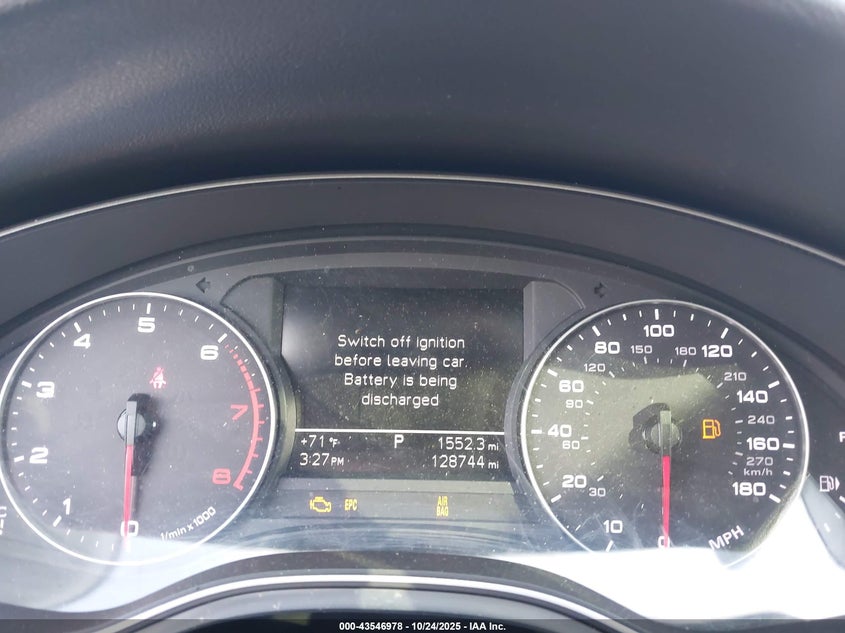 Switch off ignition
before leaving car.
Battery is being
discharged
+71 °F P 1552.3 mi
3:27 PM 128744 mi
EPC AIR BAG
0 1 2 3 4 5 6 7 8
1/min x 1000
0 10 20 40 60 80 100 120 140 160 180
MPH
30 60 90 120 150 180 210 240 270
km/h
000-43546978 - 10/24/2025 - IAA Inc.